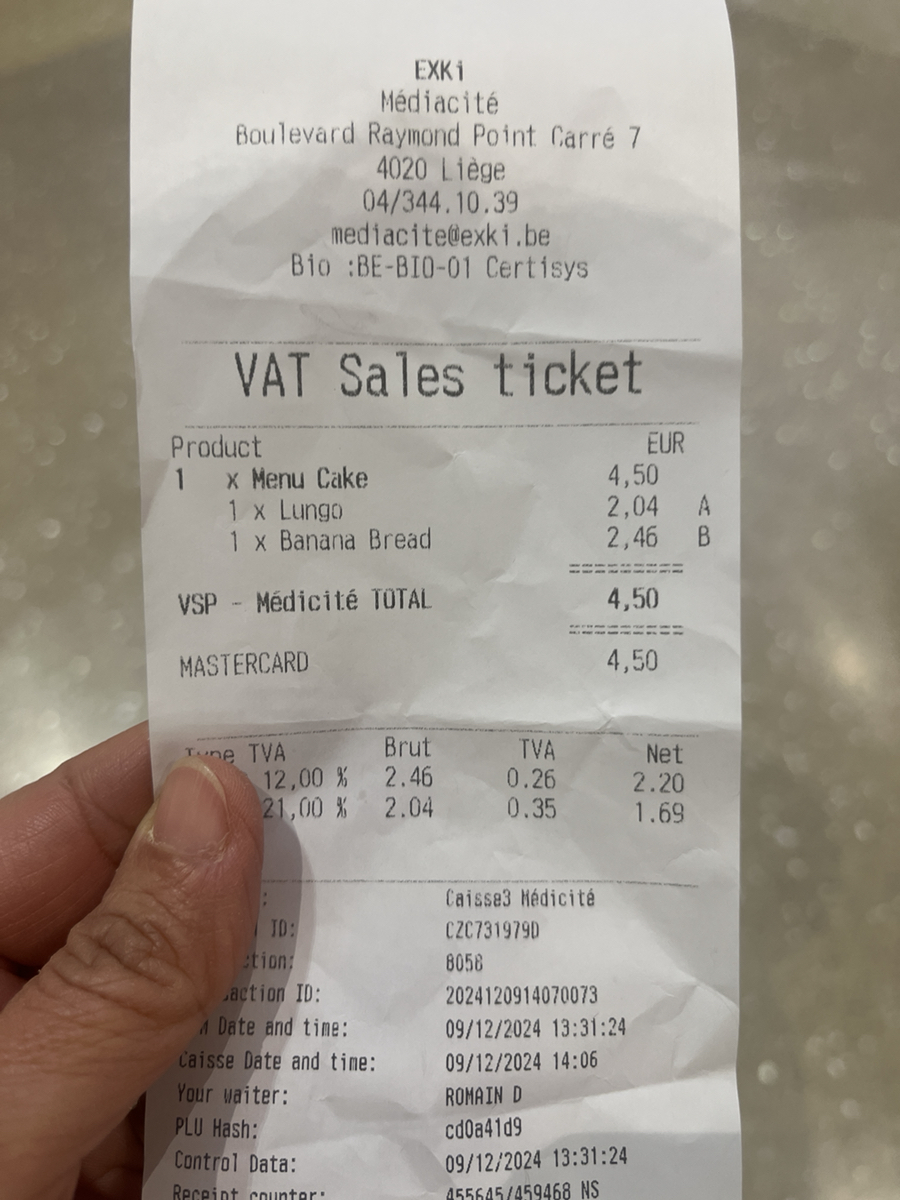 EXKi
Médiacité
Boulevard Raymond Point Carré 7
4020 Liège
04/344.10.39
mediacite@exki.be
Bio :BE-BIO-01 Certisys
VAT Sales ticket
Product EUR
1 x Menu Cake 4,50
1 x Lungo 2,04 A
1 x Banana Bread 2,46 B
VSP - Médicité TOTAL 4,50
MASTERCARD 4,50
Type TVA Brut TVA Net
12,00 % 2.46 0.26 2.20
21,00 % 2.04 0.35 1.69
: Caisse3 Médicité
ID: CZC731979D
8058
ID: 2024120914070073
Date and time: 09/12/2024 13:31:24
Caisse Date and time: 09/12/2024 14:06
Your waiter: ROMAIN D
PLU Hash: cd0a41d9
Control Data: 09/12/2024 13:31:24
Receipt counter: 455645/459468 NS